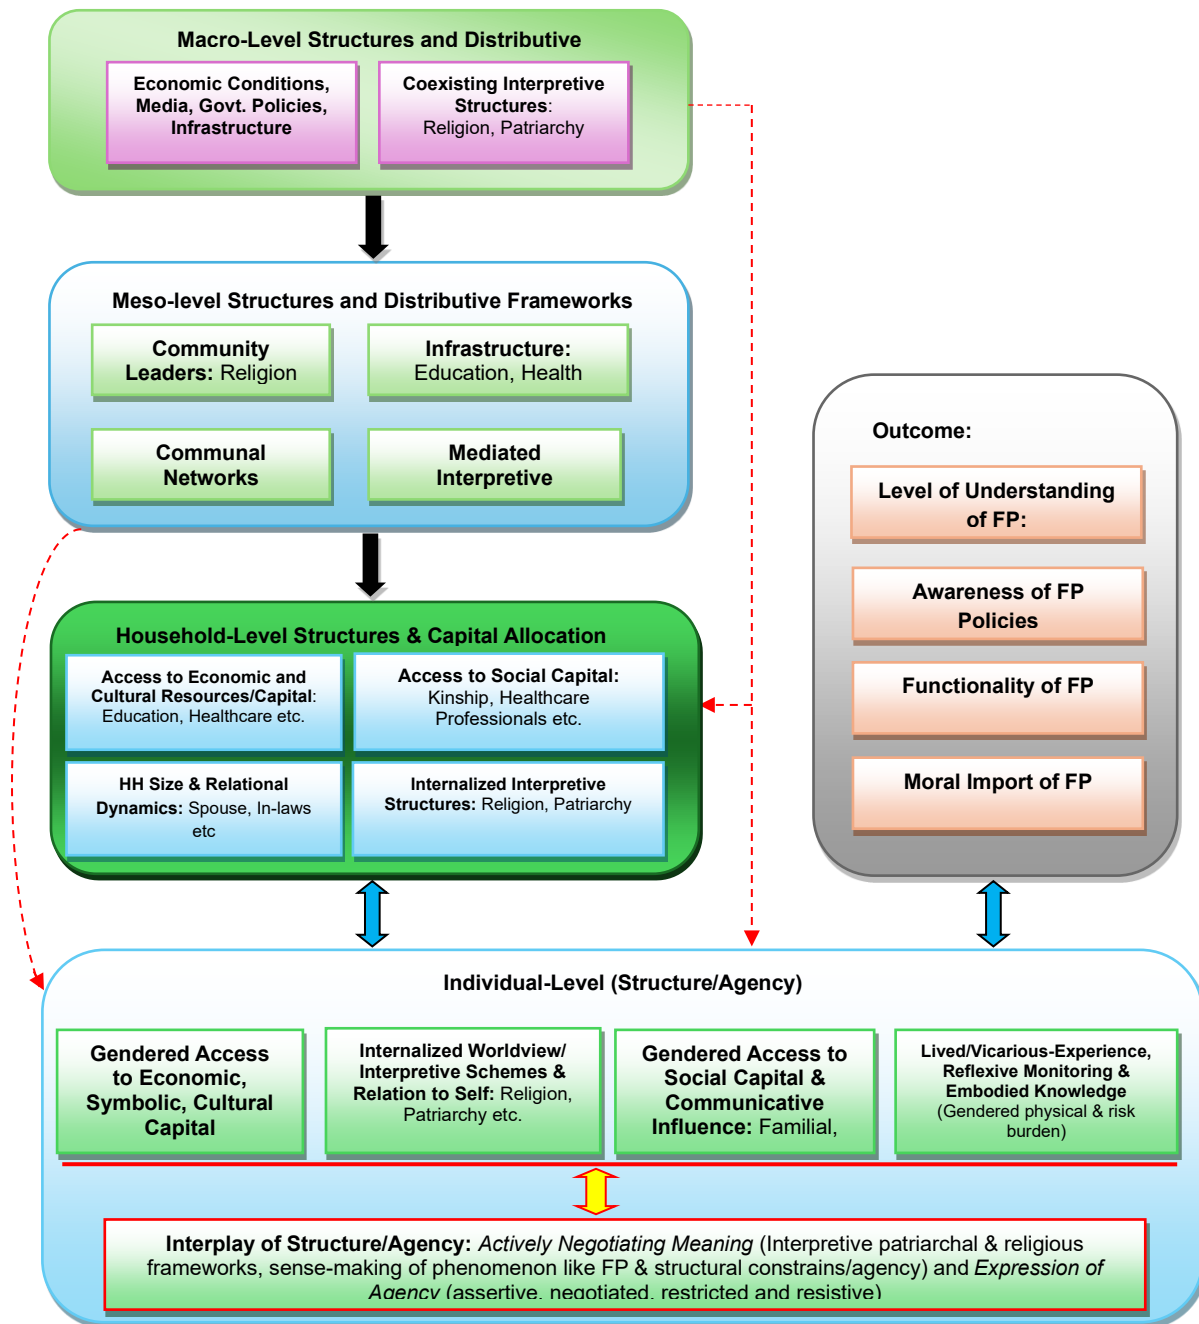 Macro-Level Structures and Distributive
Economic Conditions,
Media, Govt. Policies,
Infrastructure
Coexisting Interpretive
Structures:
Religion, Patriarchy
Meso-level Structures and Distributive Frameworks
Community
Leaders: Religion
Infrastructure:
Education, Health
Communal
Networks
Mediated
Interpretive
Household-Level Structures & Capital Allocation
Access to Economic and
Cultural Resources/Capital:
Education, Healthcare etc.
Access to Social Capital:
Kinship, Healthcare
Professionals etc.
HH Size & Relational
Dynamics: Spouse, In-laws
etc
Internalized Interpretive
Structures: Religion, Patriarchy
Outcome:
Level of Understanding
of FP:
Awareness of FP
Policies
Functionality of FP
Moral Import of FP
Individual-Level (Structure/Agency)
Gendered Access
to Economic,
Symbolic, Cultural
Capital
Internalized Worldview/
Interpretive Schemes &
Relation to Self: Religion,
Patriarchy etc.
Gendered Access to
Social Capital &
Communicative
Influence: Familial,
Lived/Vicarious-Experience,
Reflexive Monitoring &
Embodied Knowledge
(Gendered physical & risk
burden)
Interplay of Structure/Agency: Actively Negotiating Meaning (Interpretive patriarchal & religious
frameworks, sense-making of phenomenon like FP & structural constrains/agency) and Expression of
Agency (assertive, negotiated, restricted and resistive)